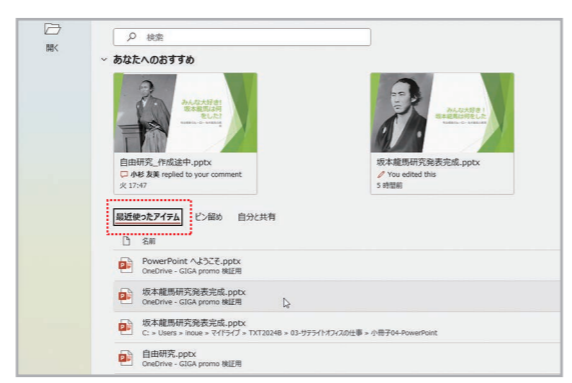 開く
検索
あなたへのおすすめ
みんな大好き!
坂本龍馬は何
をした?
みんな大好き!
坂本龍馬は何をした
自由研究_作成途中.pptx
小杉 友美 replied to your comment
火 17:47
坂本龍馬研究発表完成.pptx
You edited this
5 時間前
最近使ったアイテム ピン留め 自分と共有
名前
PowerPoint へようこそ.pptx
OneDrive - GIGA promo 検証用
坂本龍馬研究発表完成.pptx
OneDrive - GIGA promo 検証用
坂本龍馬研究発表完成.pptx
C: » Users » inoue » マイドライブ » TXT2024B » 03-サテライトオフィスの仕事 » 小冊子04-PowerPoint
自由研究.pptx
OneDrive - GIGA promo 検証用